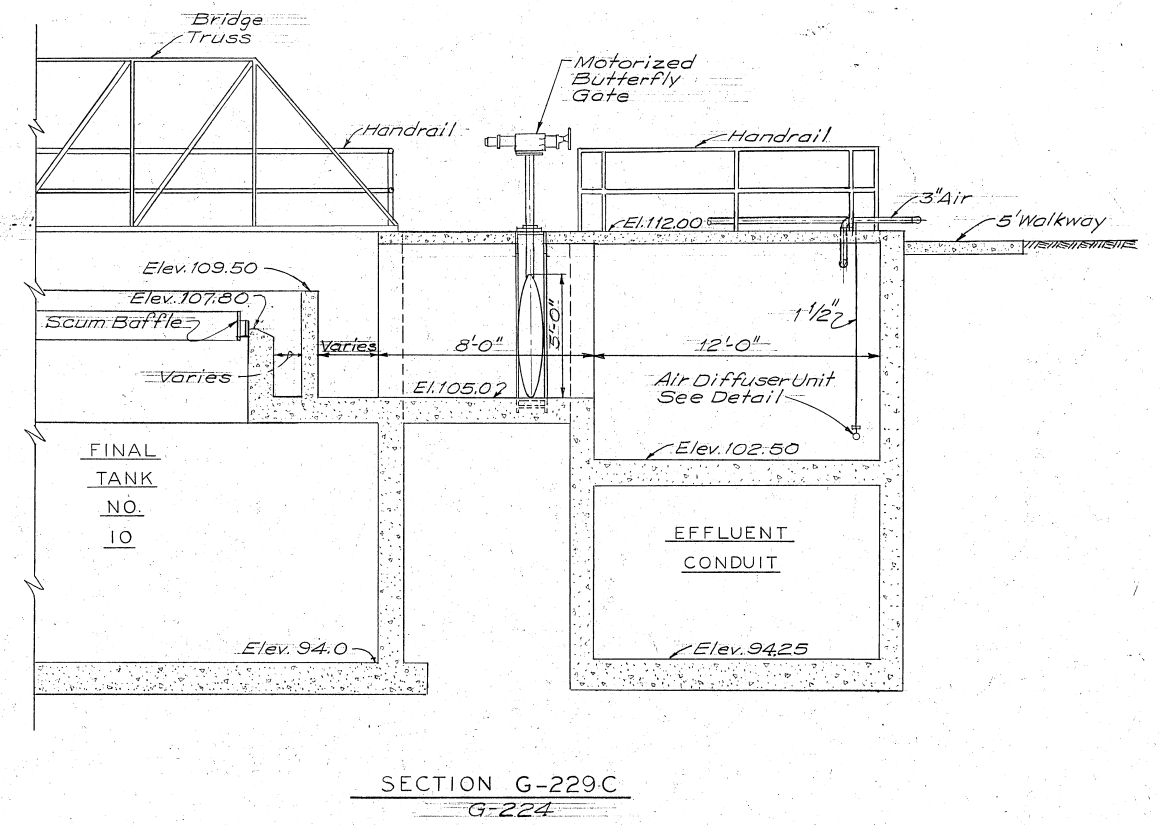 Bridge
Truss
Motorized
Butterfly
Gate
Handrail
Handrail
3" Air
El. 112.00
5' Walkway
Elev. 109.50
Elev. 107.80
Scum Baffle
1 1/2"
5'-0"
Varies
8'-0"
12'-0"
Varies
Air Diffuser Unit
See Detail
El. 105.0?
Elev. 102.50
FINAL
TANK
NO.
10
EFFLUENT
CONDUIT
Elev. 94.0
Elev. 94.25
SECTION G-229-C
G-224